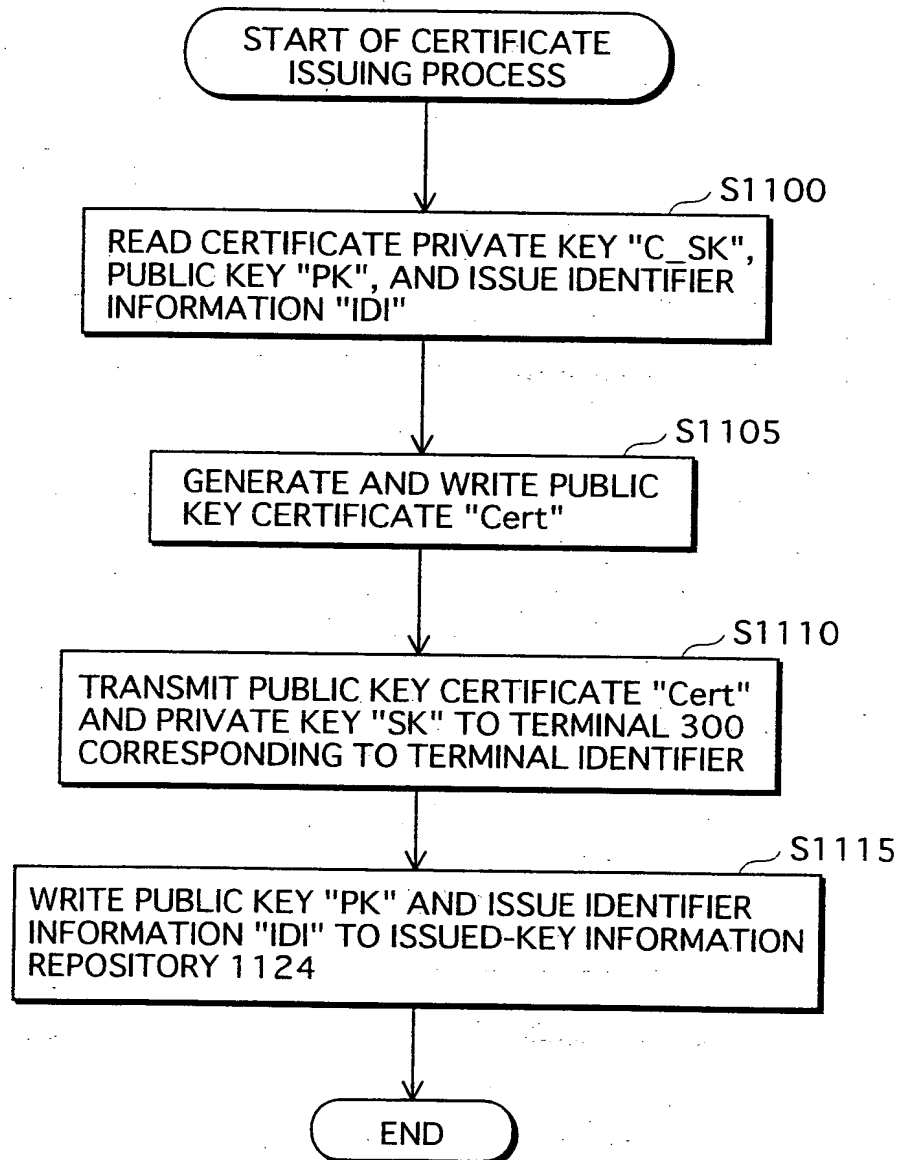 START OF CERTIFICATE
ISSUING PROCESS
S1100
READ CERTIFICATE PRIVATE KEY "C_SK",
PUBLIC KEY "PK", AND ISSUE IDENTIFIER
INFORMATION "IDI"
S1105
GENERATE AND WRITE PUBLIC
KEY CERTIFICATE "Cert"
S1110
TRANSMIT PUBLIC KEY CERTIFICATE "Cert"
AND PRIVATE KEY "SK" TO TERMINAL 300
CORRESPONDING TO TERMINAL IDENTIFIER
S1115
WRITE PUBLIC KEY "PK" AND ISSUE IDENTIFIER
INFORMATION "IDI" TO ISSUED-KEY INFORMATION
REPOSITORY 1124
END